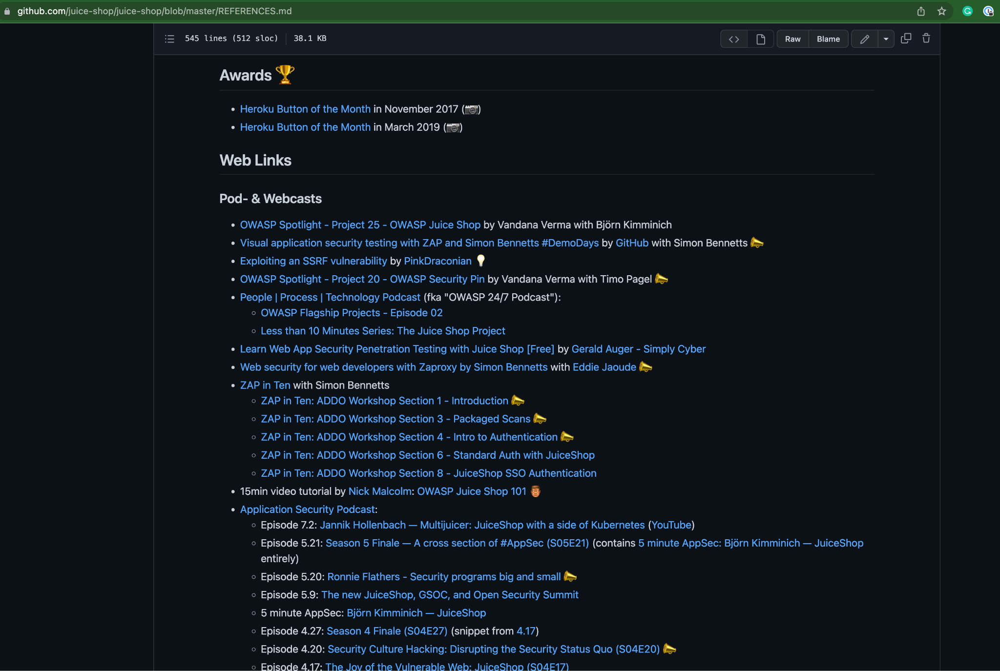 github.com/juice-shop/juice-shop/blob/master/REFERENCES.md
545 lines (512 sloc) 38.1 KB Raw Blame
Awards
Heroku Button of the Month in November 2017 ()
Heroku Button of the Month in March 2019 ()
Web Links
Pod- & Webcasts
OWASP Spotlight - Project 25 - OWASP Juice Shop by Vandana Verma with Björn Kimminich
Visual application security testing with ZAP and Simon Bennetts #DemoDays by GitHub with Simon Bennetts
Exploiting an SSRF vulnerability by PinkDraconian
OWASP Spotlight - Project 20 - OWASP Security Pin by Vandana Verma with Timo Pagel
People | Process | Technology Podcast (fka "OWASP 24/7 Podcast"):
OWASP Flagship Projects - Episode 02
Less than 10 Minutes Series: The Juice Shop Project
Learn Web App Security Penetration Testing with Juice Shop [Free] by Gerald Auger - Simply Cyber
Web security for web developers with Zaproxy by Simon Bennetts with Eddie Jaoude
ZAP in Ten with Simon Bennetts
ZAP in Ten: ADDO Workshop Section 1 - Introduction
ZAP in Ten: ADDO Workshop Section 3 - Packaged Scans
ZAP in Ten: ADDO Workshop Section 4 - Intro to Authentication
ZAP in Ten: ADDO Workshop Section 6 - Standard Auth with JuiceShop
ZAP in Ten: ADDO Workshop Section 8 - JuiceShop SSO Authentication
15min video tutorial by Nick Malcolm: OWASP Juice Shop 101
Application Security Podcast:
Episode 7.2: Jannik Hollenbach — Multijuicer: JuiceShop with a side of Kubernetes (YouTube)
Episode 5.21: Season 5 Finale — A cross section of #AppSec (S05E21) (contains 5 minute AppSec: Björn Kimminich — JuiceShop
entirely)
Episode 5.20: Ronnie Flathers - Security programs big and small
Episode 5.9: The new JuiceShop, GSOC, and Open Security Summit
5 minute AppSec: Björn Kimminich — JuiceShop
Episode 4.27: Season 4 Finale (S04E27) (snippet from 4.17)
Episode 4.20: Security Culture Hacking: Disrupting the Security Status Quo (S04E20)
Episode 4.17: The Joy of the Vulnerable Web: JuiceShop (S04E17)